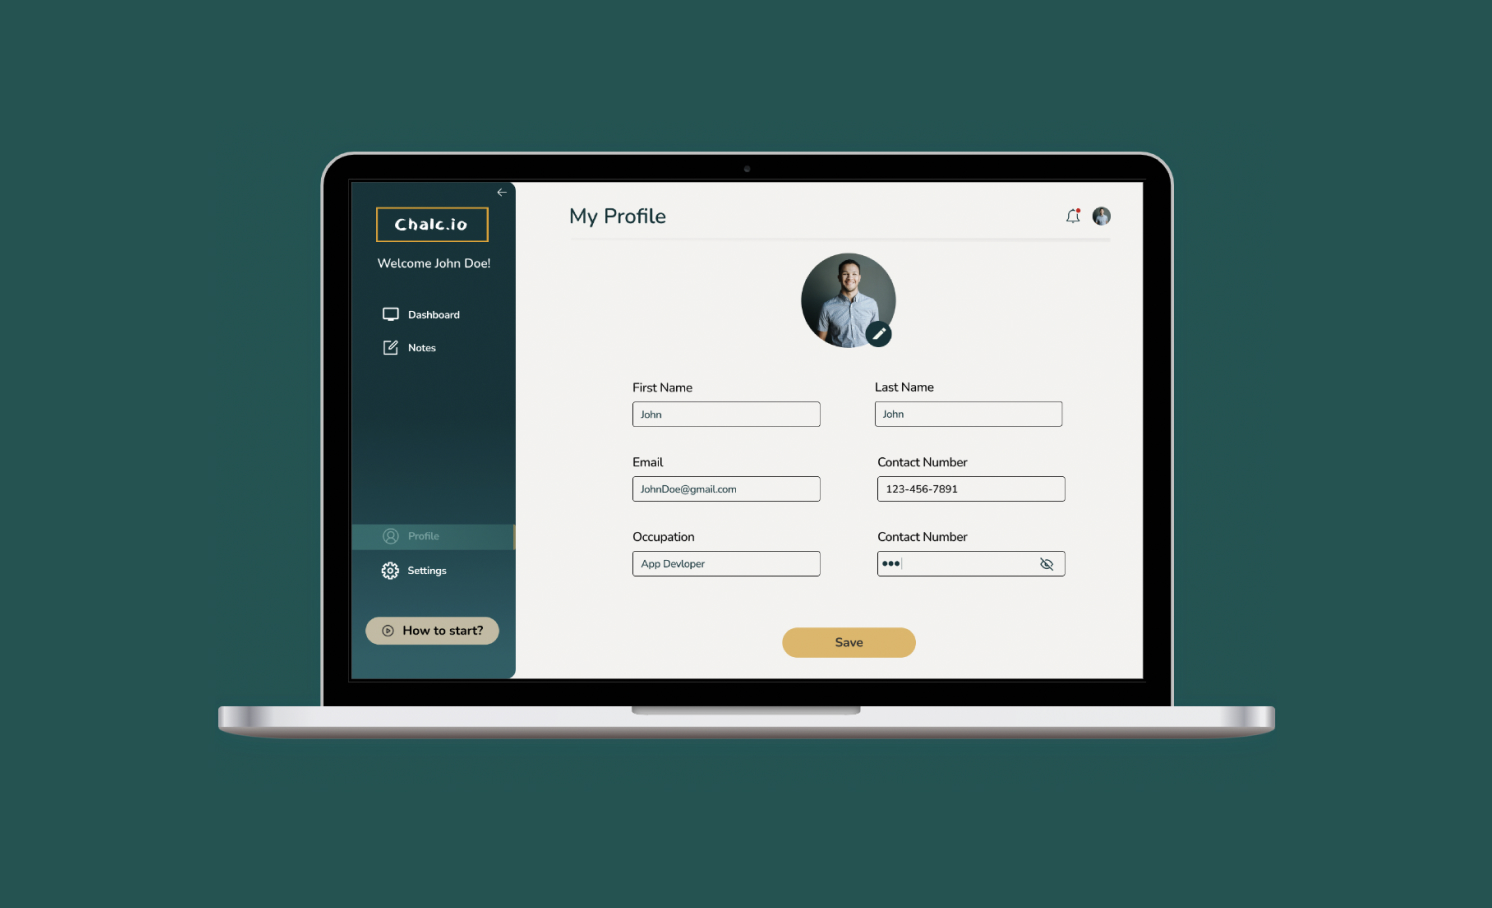 Chalc.io
Welcome John Doe!
Dashboard
Notes
Profile
Settings
How to start?
My Profile
First Name
Last Name
John
John
Email
Contact Number
JohnDoe@gmail.com
123-456-7891
Occupation
Contact Number
App Devloper
Save